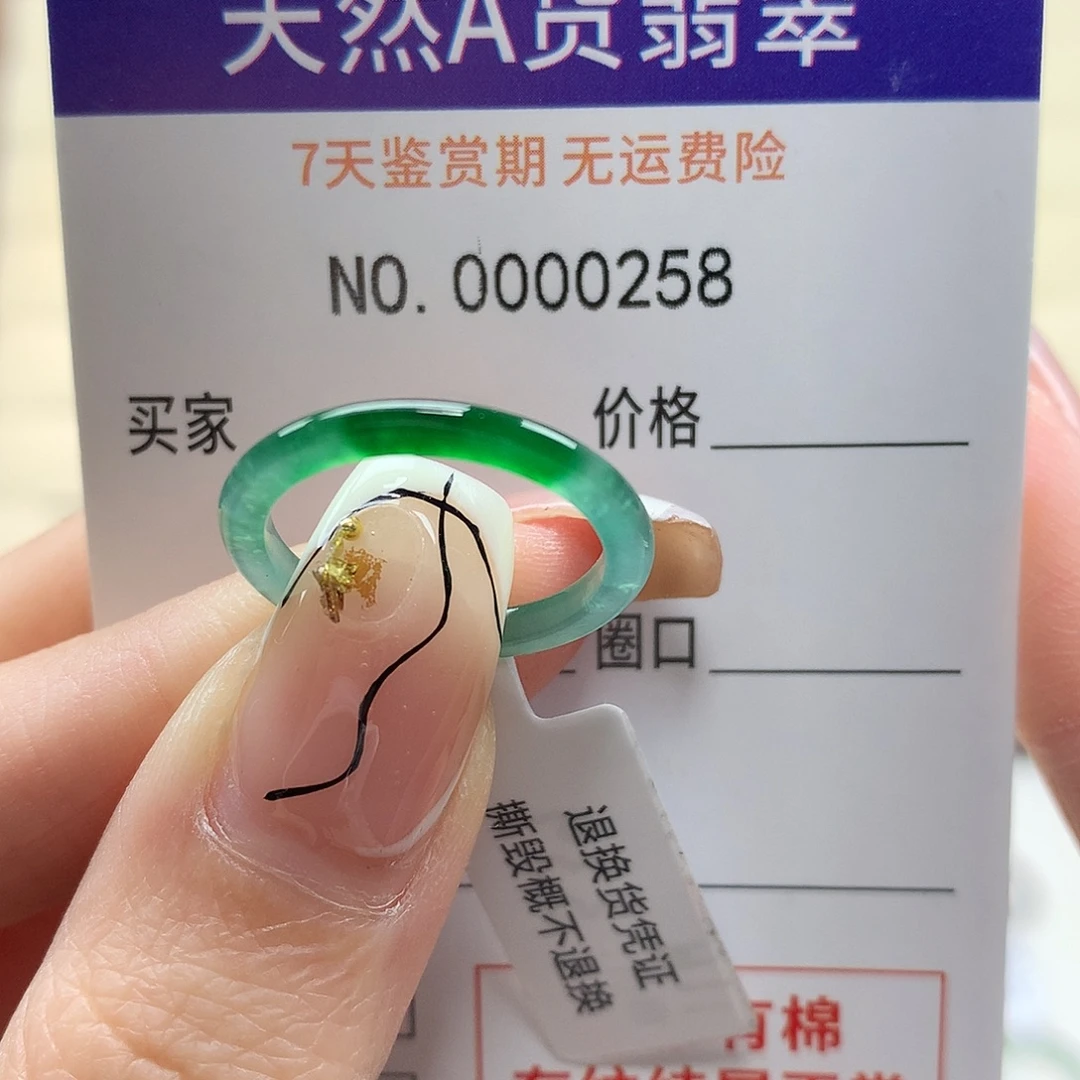 天然A货翡翠
7天鉴赏期 无运费险
NO. 0000258
买家
价格
圈口
退换货凭证
撕毁概不退换
有棉